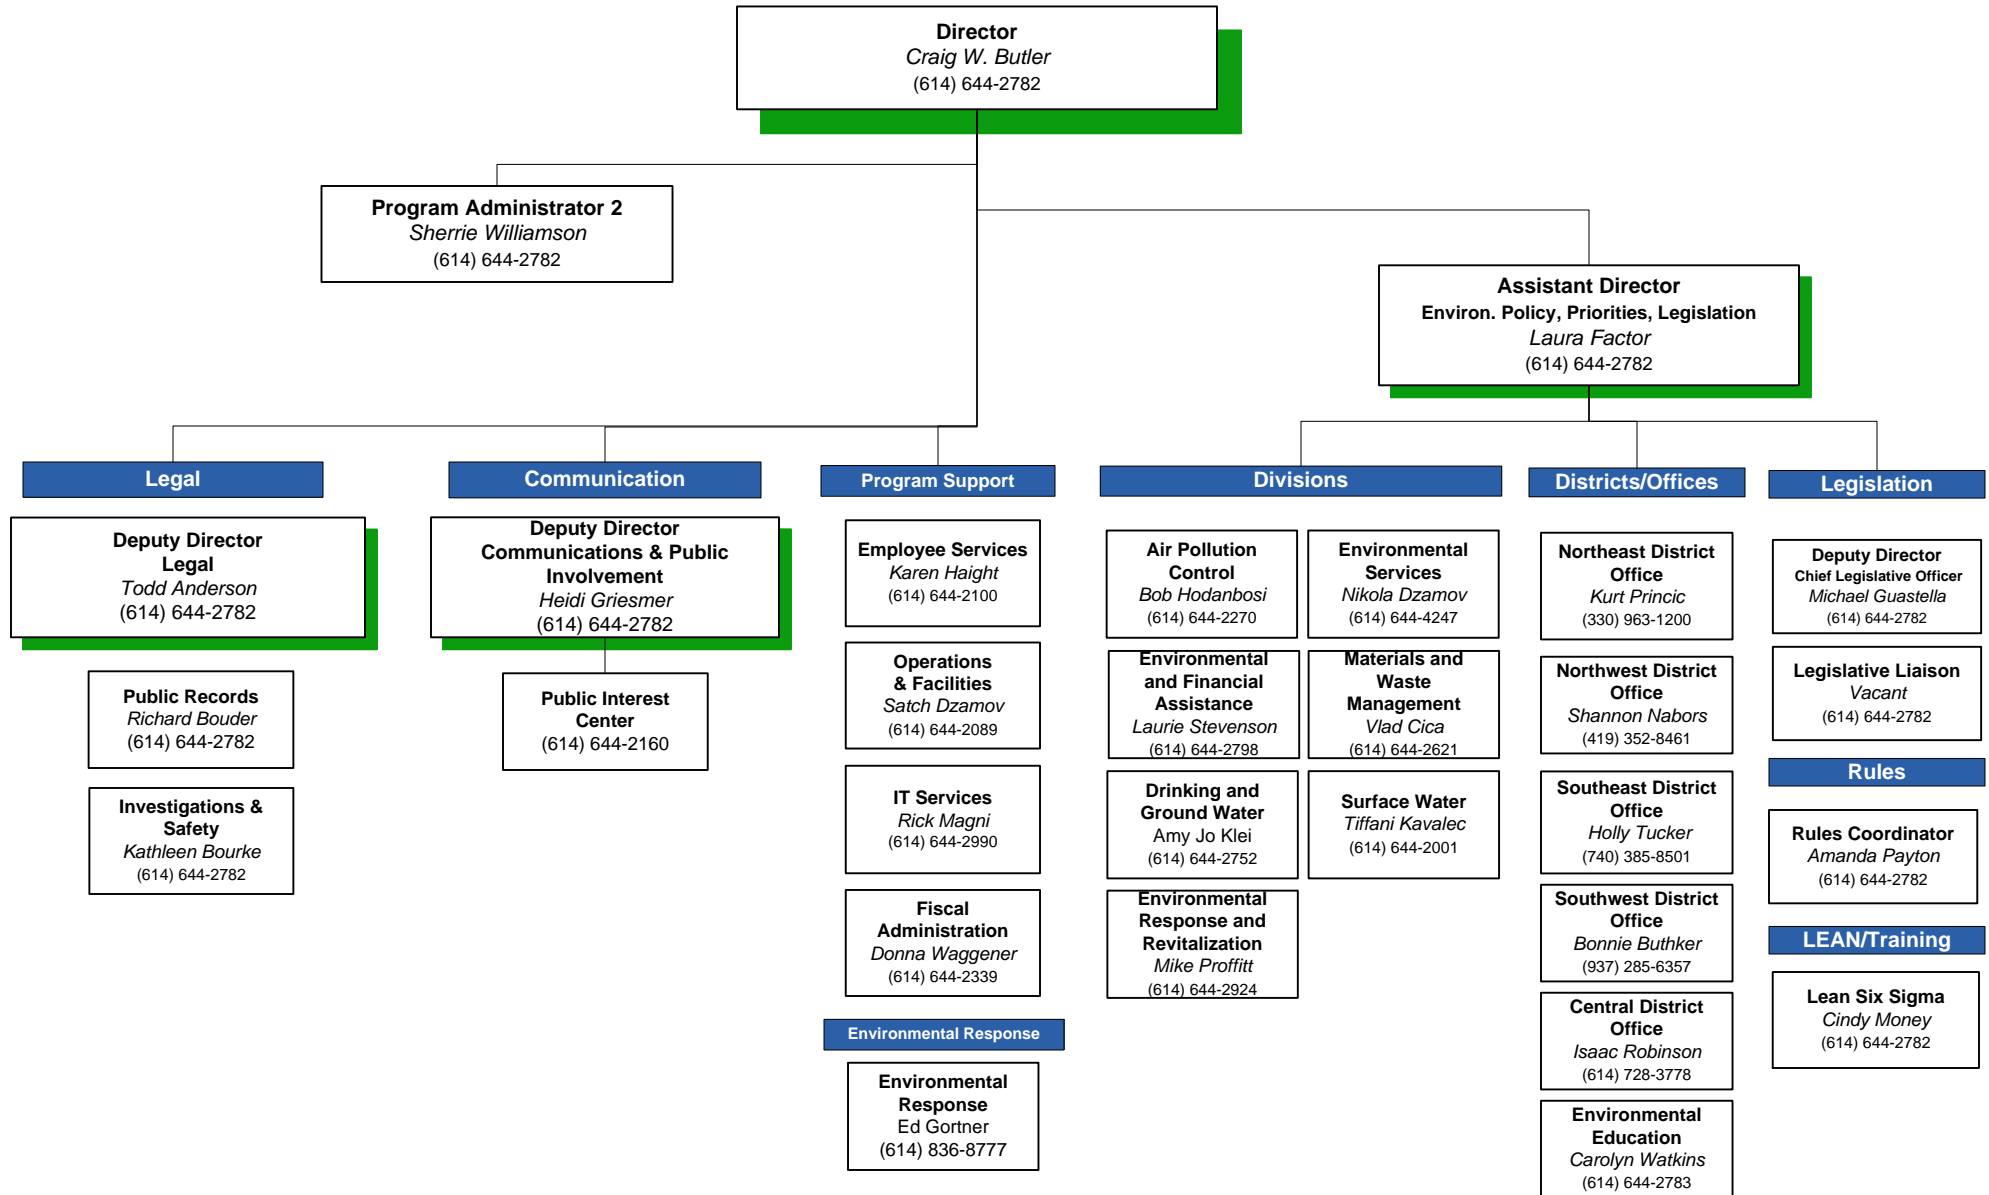 Director
Craig W. Butler
(614) 644-2782
Program Administrator 2
Sherrie Williamson
(614) 644-2782
Assistant Director
Environ. Policy, Priorities, Legislation
Laura Factor
(614) 644-2782
Legal
Deputy Director
Legal
Todd Anderson
(614) 644-2782
Public Records
Richard Bouder
(614) 644-2782
Investigations &
Safety
Kathleen Bourke
(614) 644-2782
Communication
Deputy Director
Communications & Public
Involvement
Heidi Griesmer
(614) 644-2782
Public Interest
Center
(614) 644-2160
Program Support
Employee Services
Karen Haight
(614) 644-2100
Operations
& Facilities
Satch Dzamov
(614) 644-2089
IT Services
Rick Magni
(614) 644-2990
Fiscal
Administration
Donna Waggener
(614) 644-2339
Environmental Response
Environmental
Response
Ed Gortner
(614) 836-8777
Divisions
Air Pollution
Control
Bob Hodanbosi
(614) 644-2270
Environmental
Services
Nikola Dzamov
(614) 644-4247
Environmental
and Financial
Assistance
Laurie Stevenson
(614) 644-2798
Materials and
Waste
Management
Vlad Cica
(614) 644-2621
Drinking and
Ground Water
Amy Jo Klei
(614) 644-2752
Surface Water
Tiffani Kavalec
(614) 644-2001
Environmental
Response and
Revitalization
Mike Proffitt
(614) 644-2924
Districts/Offices
Northeast District
Office
Kurt Princic
(330) 963-1200
Northwest District
Office
Shannon Nabors
(419) 352-8461
Southeast District
Office
Holly Tucker
(740) 385-8501
Southwest District
Office
Bonnie Buthker
(937) 285-6357
Central District
Office
Isaac Robinson
(614) 728-3778
Environmental
Education
Carolyn Watkins
(614) 644-2783
Legislation
Deputy Director
Chief Legislative Officer
Michael Guastella
(614) 644-2782
Legislative Liaison
Vacant
(614) 644-2782
Rules
Rules Coordinator
Amanda Payton
(614) 644-2782
LEAN/Training
Lean Six Sigma
Cindy Money
(614) 644-2782